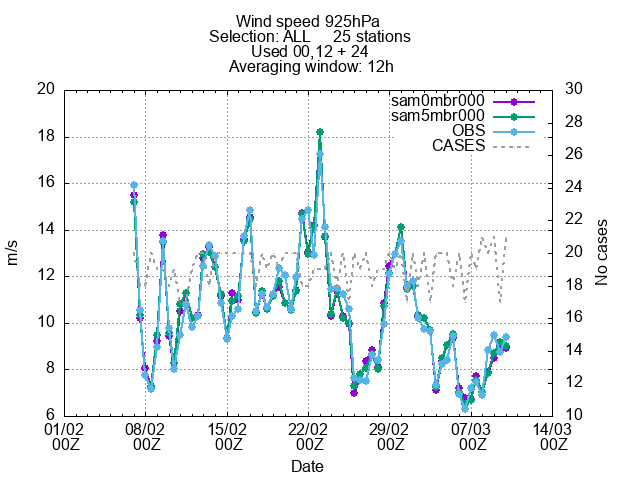 Wind speed 925hPa
Selection: ALL     25 stations
Used 00,12 + 24
Averaging window: 12h
m/s
20
18
16
14
12
10
8
6
sam0mbr000
sam5mbr000
OBS
CASES
30
28
26
24
22
20
18
16
14
12
10
No cases
01/02 08/02 15/02 22/02 29/02 07/03 14/03
00Z 00Z 00Z 00Z 00Z 00Z 00Z
Date